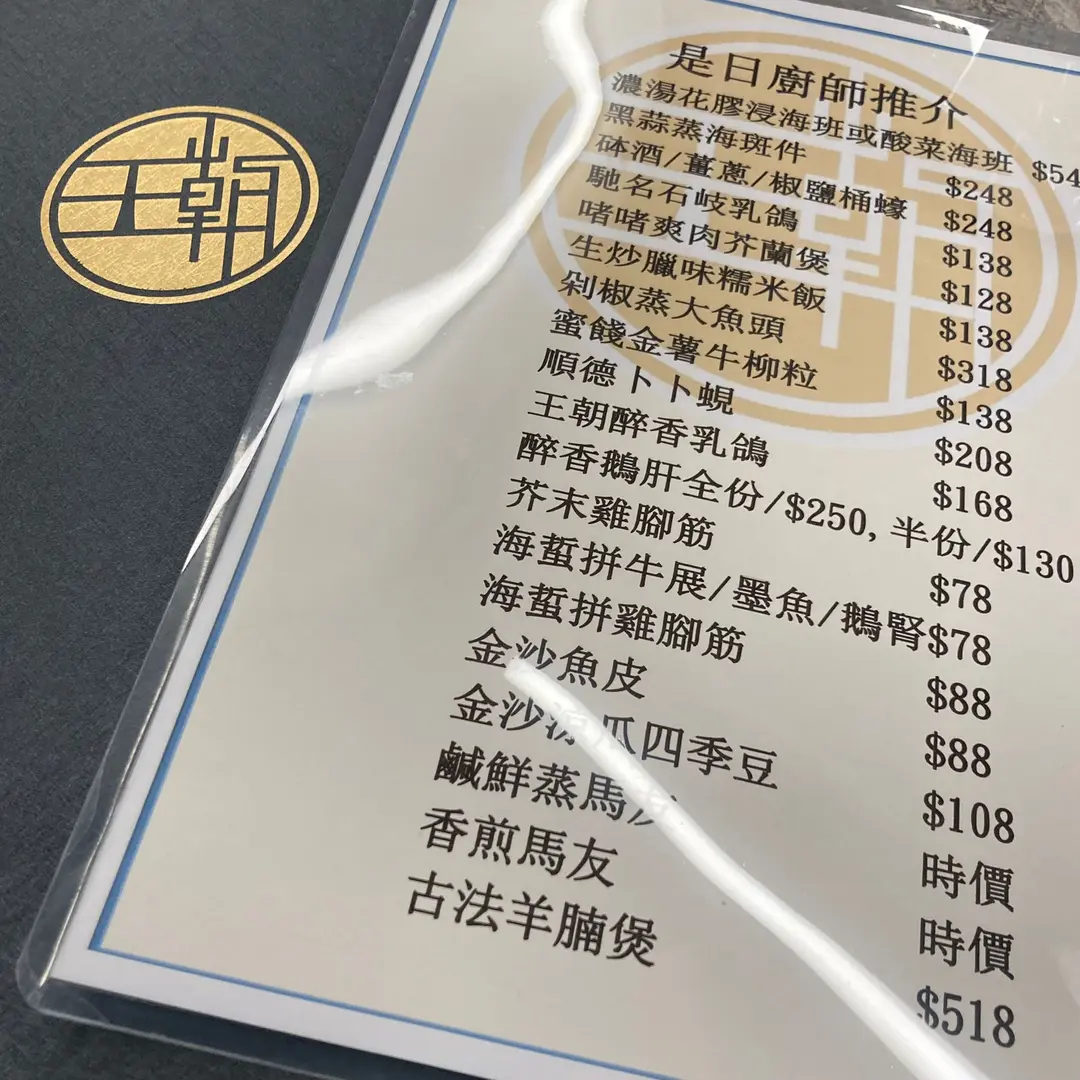 王朝
是日廚師推介
濃湯花膠浸海班或酸菜海班 $54
黑蒜蒸海斑件 $248
砵酒/薑蔥/椒鹽桶蠔 $248
馳名石岐乳鴿 $138
啫啫爽肉芥蘭煲 $128
生炒臘味糯米飯 $138
剁椒蒸大魚頭 $318
蜜餞金薯牛柳粒 $138
順德卜卜蜆 $208
王朝醉香乳鴿 $168
醉香鵝肝全份/$250,半份/$130
芥末雞腳筋 $78
海蜇拼牛展/墨魚/鵝腎$78
海蜇拼雞腳筋 $88
金沙魚皮 $88
金沙瓜四季豆 $108
鹹鮮蒸馬 時價
香煎馬友 時價
古法羊腩煲 $518